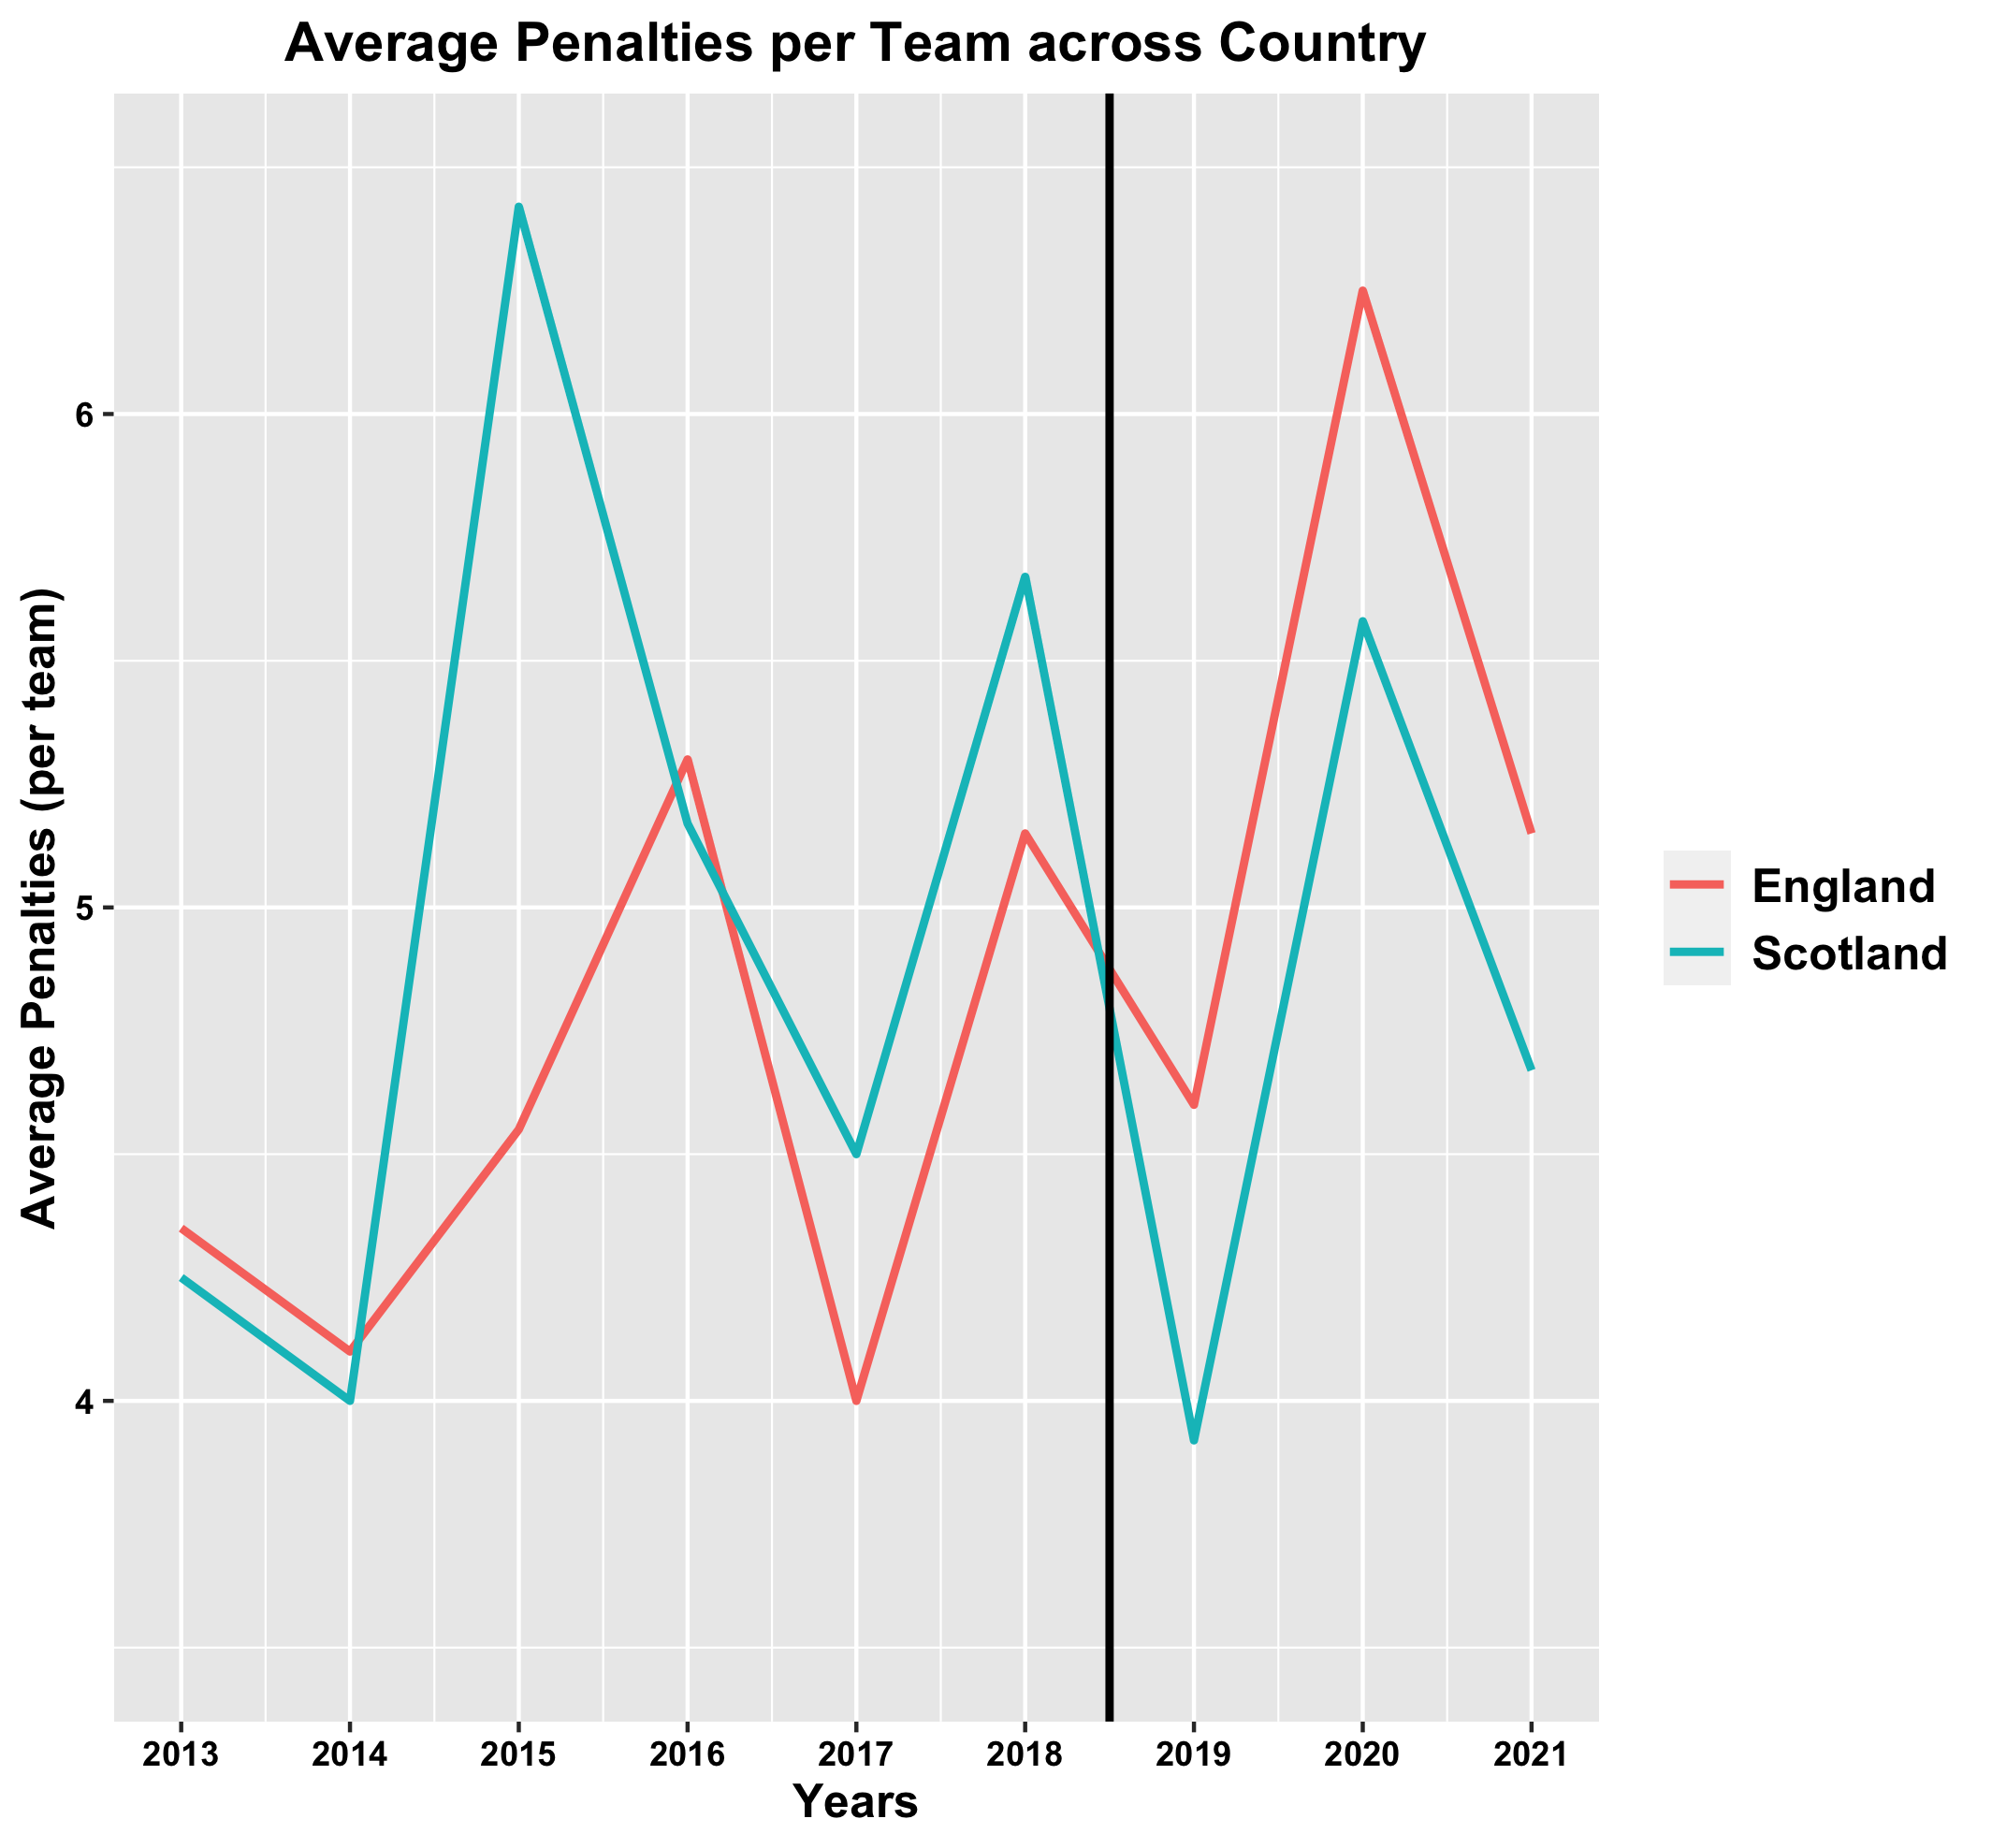 Average Penalties per Team across Country
Average Penalties (per team)
6
5
4
2013 2014 2015 2016 2017 2018 2019 2020 2021
Years
England
Scotland